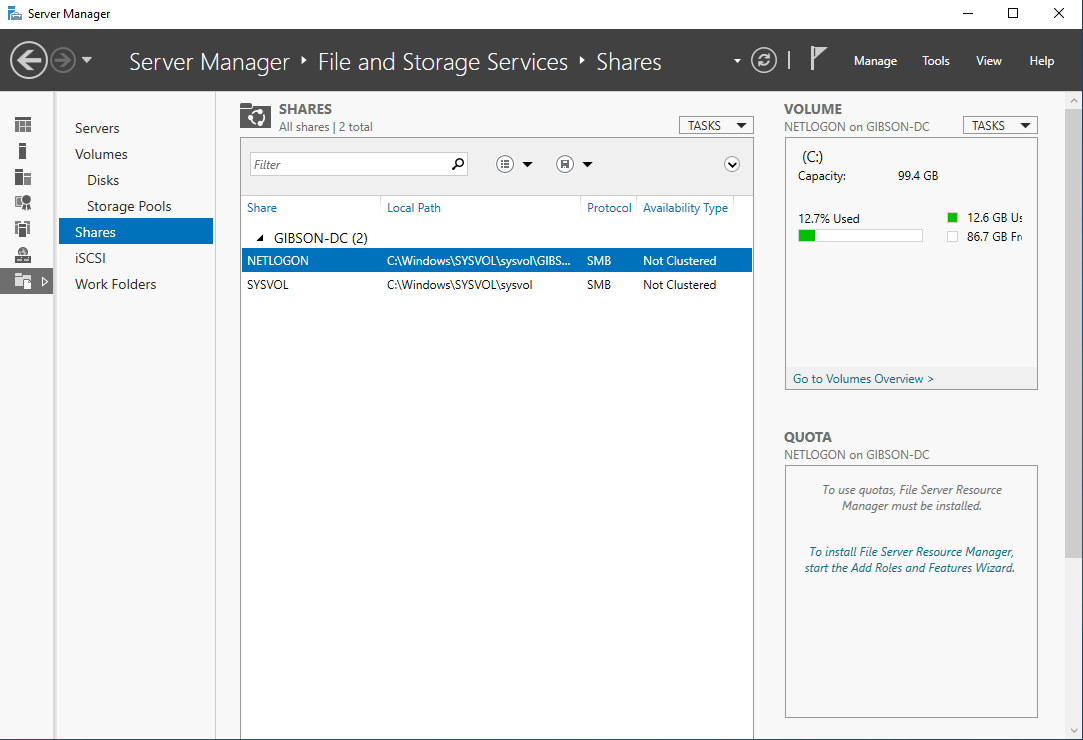 Server Manager
Server Manager ‣ File and Storage Services ‣ Shares
Manage Tools View Help
Servers
Volumes
Disks
Storage Pools
Shares
iSCSI
Work Folders
SHARES
All shares | 2 total
TASKS
Filter
Share Local Path Protocol Availability Type
GIBSON-DC (2)
NETLOGON C:\Windows\SYSVOL\sysvol\GIBS... SMB Not Clustered
SYSVOL C:\Windows\SYSVOL\sysvol SMB Not Clustered
VOLUME
NETLOGON on GIBSON-DC
TASKS
(C:)
Capacity: 99.4 GB
12.7% Used
12.6 GB Us
86.7 GB Fr
Go to Volumes Overview >
QUOTA
NETLOGON on GIBSON-DC
To use quotas, File Server Resource
Manager must be installed.
To install File Server Resource Manager,
start the Add Roles and Features Wizard.